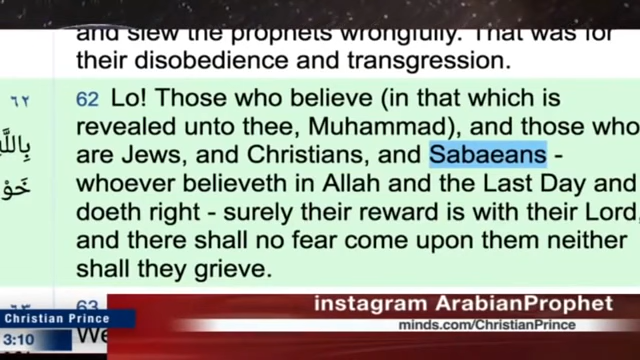 and slew the prophets wrongfully. That was for
their disobedience and transgression.
٦٢
62 Lo! Those who believe (in that which is
revealed unto thee, Muhammad), and those who
are Jews, and Christians, and Sabaeans -
whoever believeth in Allah and the Last Day and
doeth right - surely their reward is with their Lord,
and there shall no fear come upon them neither
shall they grieve.
٦٣
63
We
instagram ArabianProphet
minds.com/ChristianPrince
Christian Prince
3:10